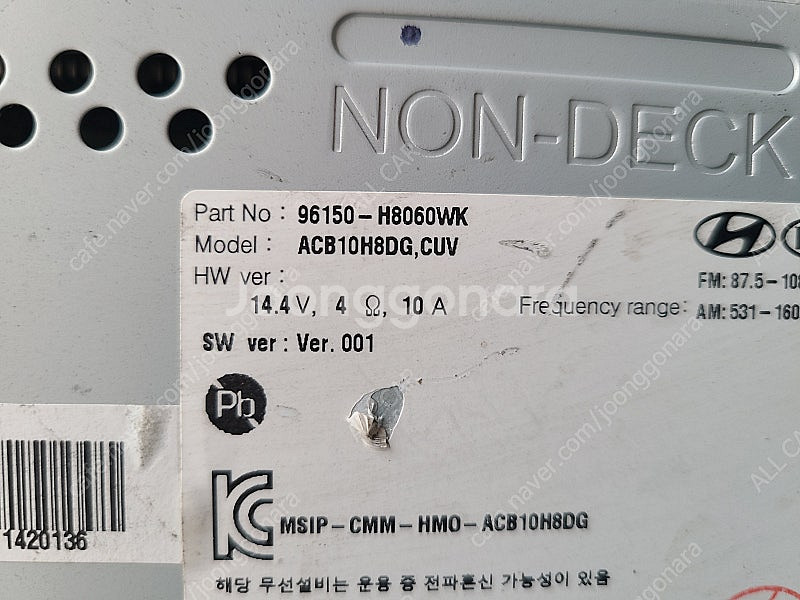 NON-DECK
Part No : 96150-H8060WK
Model : ACB10H8DG,CUV
HW ver :
14.4 V, 4 Ω, 10 A
SW ver : Ver. 001
FM: 87.5-108
Frequency range: AM: 531-160
Pb
MSIP-CMM-HMO-ACB10H8DG
1420136
해당 무선설비는 운용 중 전파혼신 가능성이 있음
Joonggonara
cafe.naver.com/joonggonara
ALL CAR